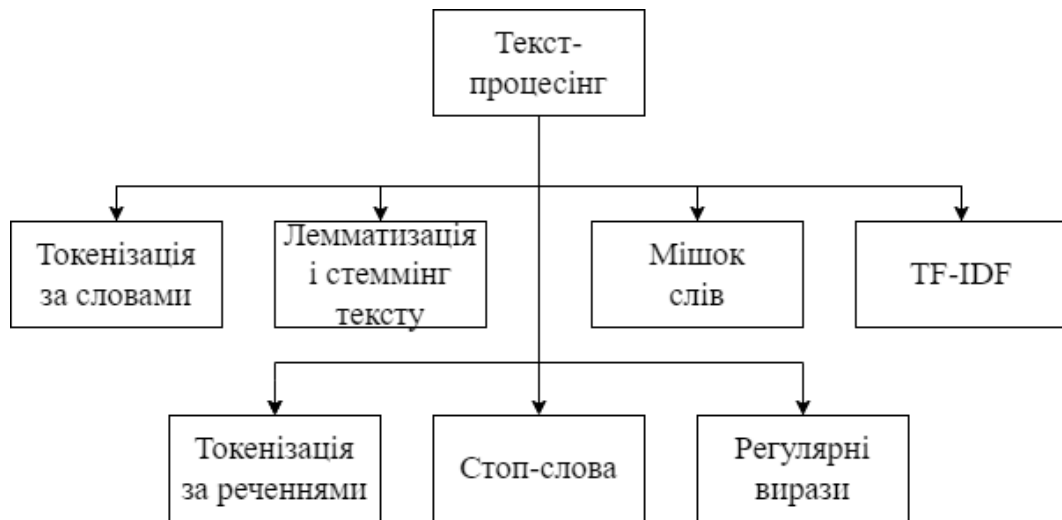 Текст-
процесінг
Токенізація
за словами
Лемматизація
і стеммінг
тексту
Мішок
слів
TF-IDF
Токенізація
за реченнями
Стоп-слова
Регулярні
вирази